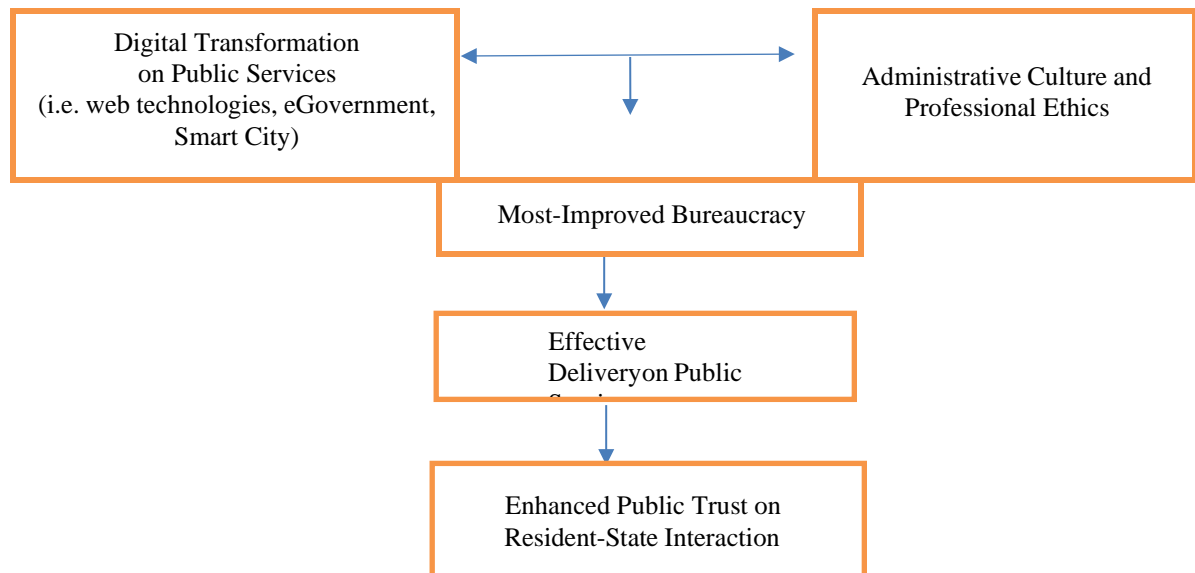 Digital Transformation
on Public Services
(i.e. web technologies, eGovernment,
Smart City)
Administrative Culture and
Professional Ethics
Most-Improved Bureaucracy
Effective
Deliveryon Public
Enhanced Public Trust on
Resident-State Interaction